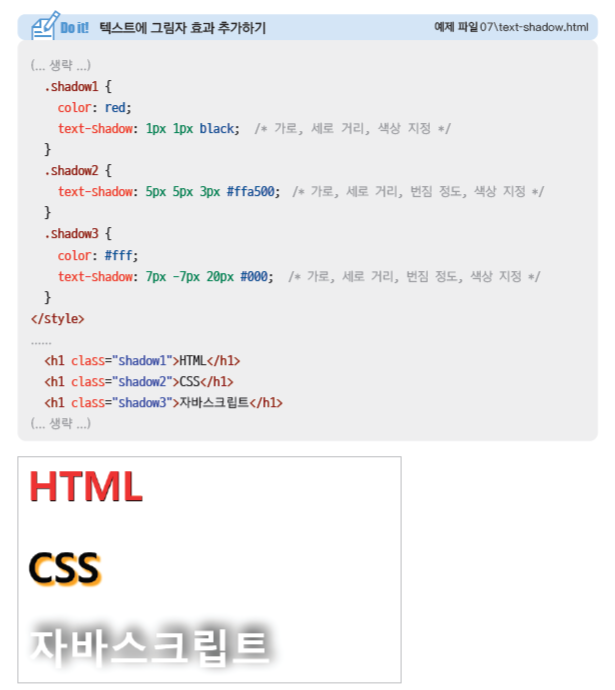 Do it! 텍스트에 그림자 효과 추가하기 예제 파일 07\text-shadow.html
(... 생략 ...)
.shadow1 {
color: red;
text-shadow: 1px 1px black; /* 가로, 세로 거리, 색상 지정 */
}
.shadow2 {
text-shadow: 5px 5px 3px #ffa500; /* 가로, 세로 거리, 번짐 정도, 색상 지정 */
}
.shadow3 {
color: #fff;
text-shadow: 7px -7px 20px #000; /* 가로, 세로 거리, 번짐 정도, 색상 지정 */
}
</style>
......
<h1 class="shadow1">HTML</h1>
<h1 class="shadow2">CSS</h1>
<h1 class="shadow3">자바스크립트</h1>
(... 생략 ...)
HTML
CSS
자바스크립트